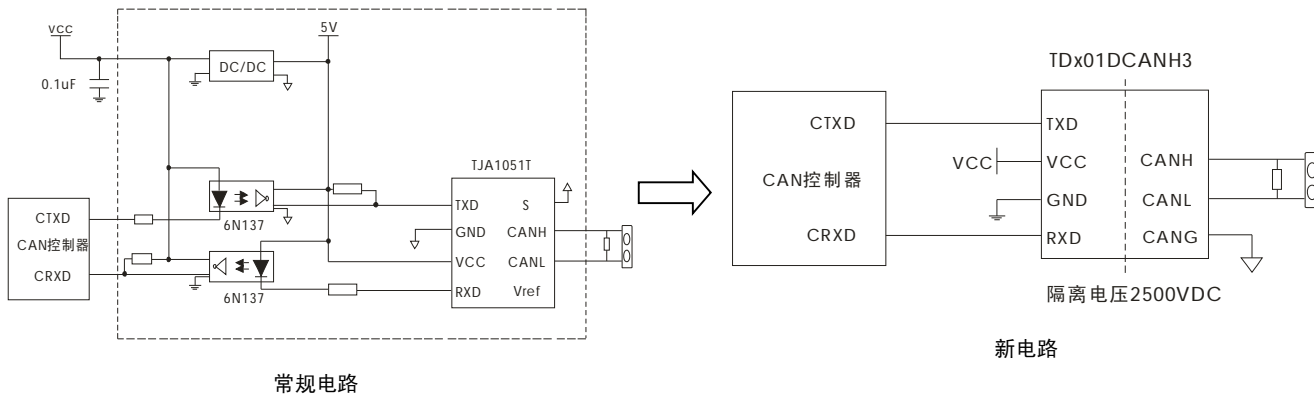 VCC
5V
DC/DC
0.1uF
TJA1051T
TXD
S
GND
CANH
VCC
CANL
RXD
Vref
6N137
6N137
CTXD
CAN控制器
CRXD
常规电路
TDx01DCANH3
CTXD
CAN控制器
CRXD
TXD
VCC
VCC
GND
RXD
CANH
CANL
CANG
隔离电压2500VDC
新电路